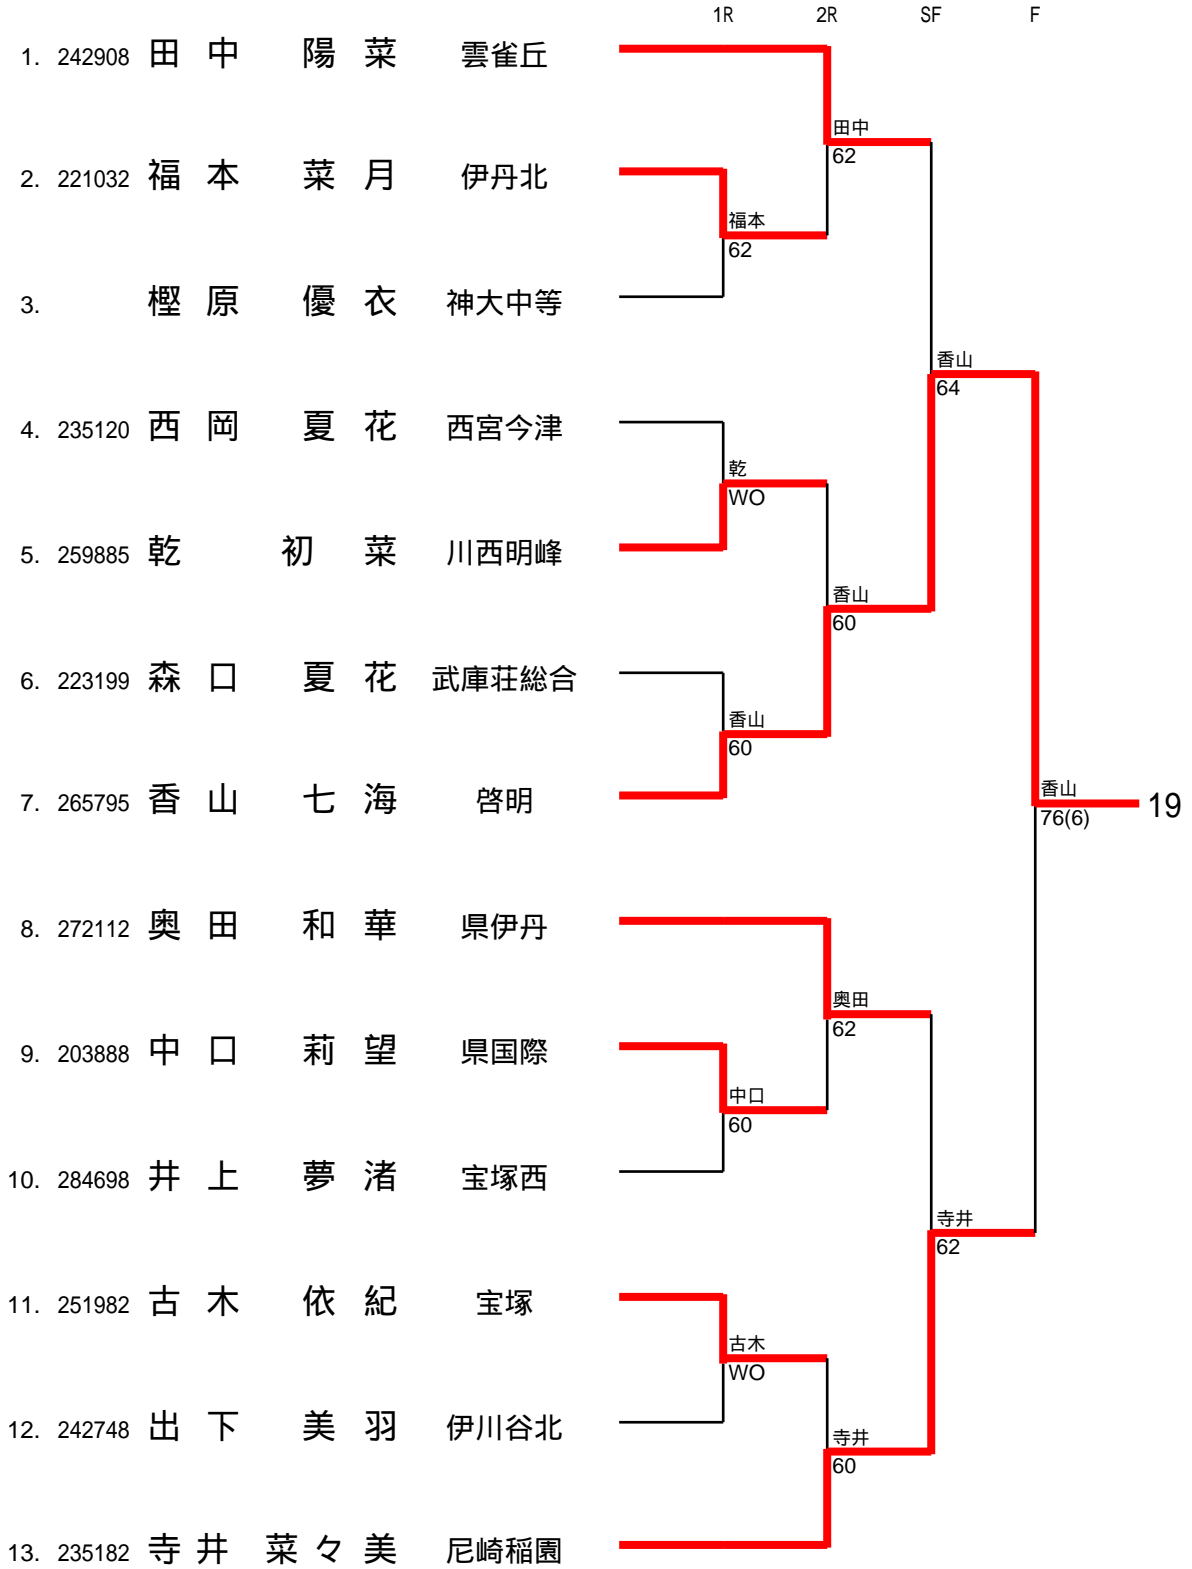 1R 2R SF F
1. 242908 田中 陽菜 雲雀丘
田中
62
2. 221032 福本 菜月 伊丹北
福本
62
3. 樫原 優衣 神大中等
香山
64
4. 235120 西岡 夏花 西宮今津
乾
WO
5. 259885 乾 初菜 川西明峰
香山
60
6. 223199 森口 夏花 武庫荘総合
香山
60
7. 265795 香山 七海 啓明
香山
76(6)
19
8. 272112 奥田 和華 県伊丹
奥田
62
9. 203888 中口 莉望 県国際
中口
60
10. 284698 井上 夢渚 宝塚西
寺井
62
11. 251982 古木 依紀 宝塚
古木
WO
12. 242748 出下 美羽 伊川谷北
寺井
60
13. 235182 寺井 菜々美 尼崎稲園